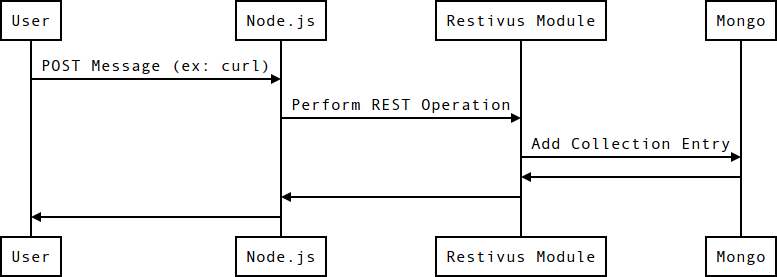 User Node.js Restivus Module Mongo
POST Message (ex: curl)
Perform REST Operation
Add Collection Entry
User Node.js Restivus Module Mongo